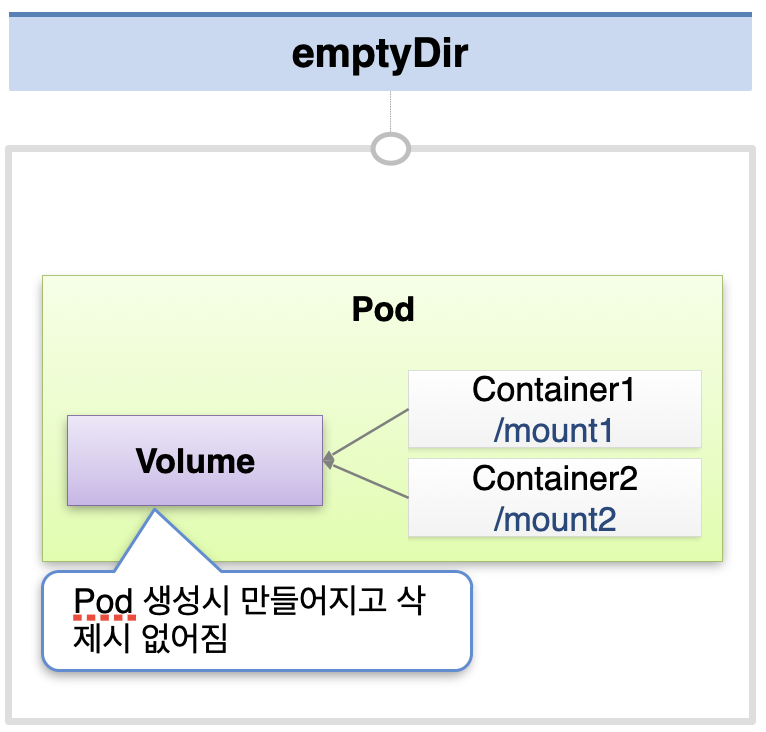 emptyDir
Pod
Container1
/mount1
Volume
Container2
/mount2
Pod 생성시 만들어지고 삭
제시 없어짐